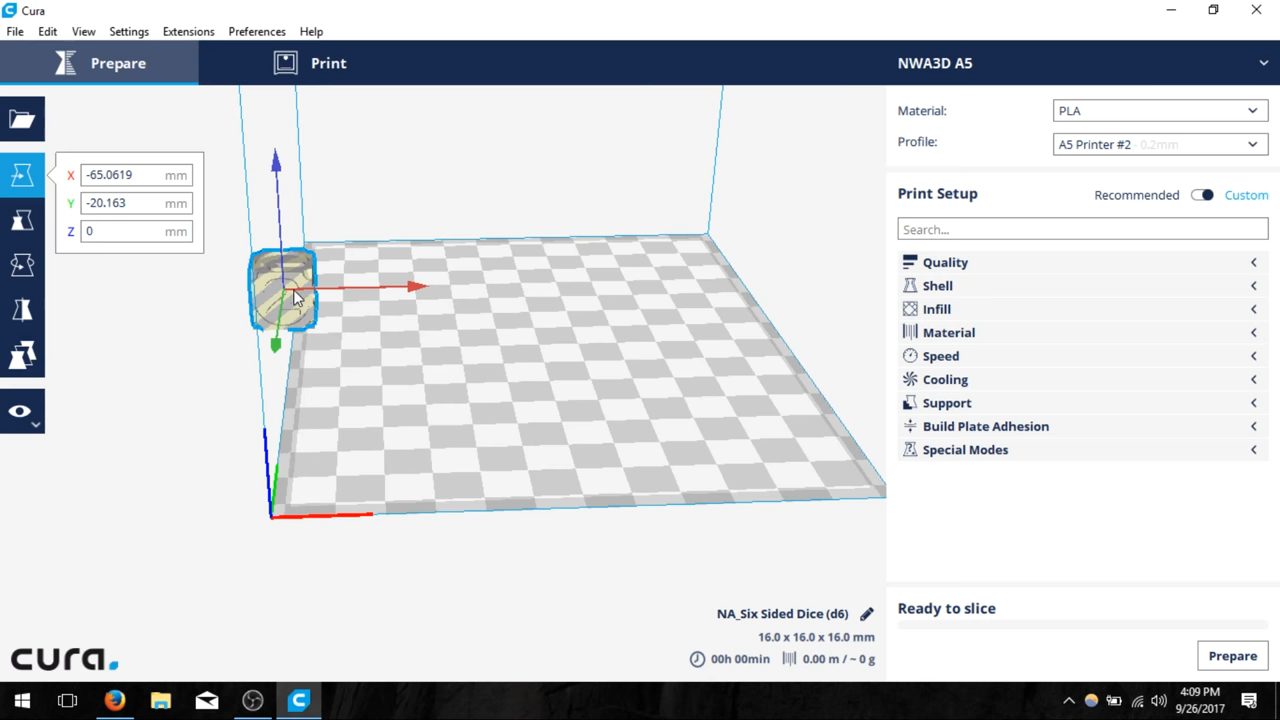 Cura
File Edit View Settings Extensions Preferences Help
Prepare Print NWA3D A5
Material: PLA
Profile: A5 Printer #2 - 0.2mm
X -65.0619 mm
Y -20.163 mm
Z 0 mm
Print Setup Recommended Custom
Search...
Quality
Shell
Infill
Material
Speed
Cooling
Support
Build Plate Adhesion
Special Modes
NA_Six Sided Dice (d6)
16.0 x 16.0 x 16.0 mm
00h 00min 0.00 m / ~ 0 g
Ready to slice
Prepare
cura.
4:09 PM
9/26/2017